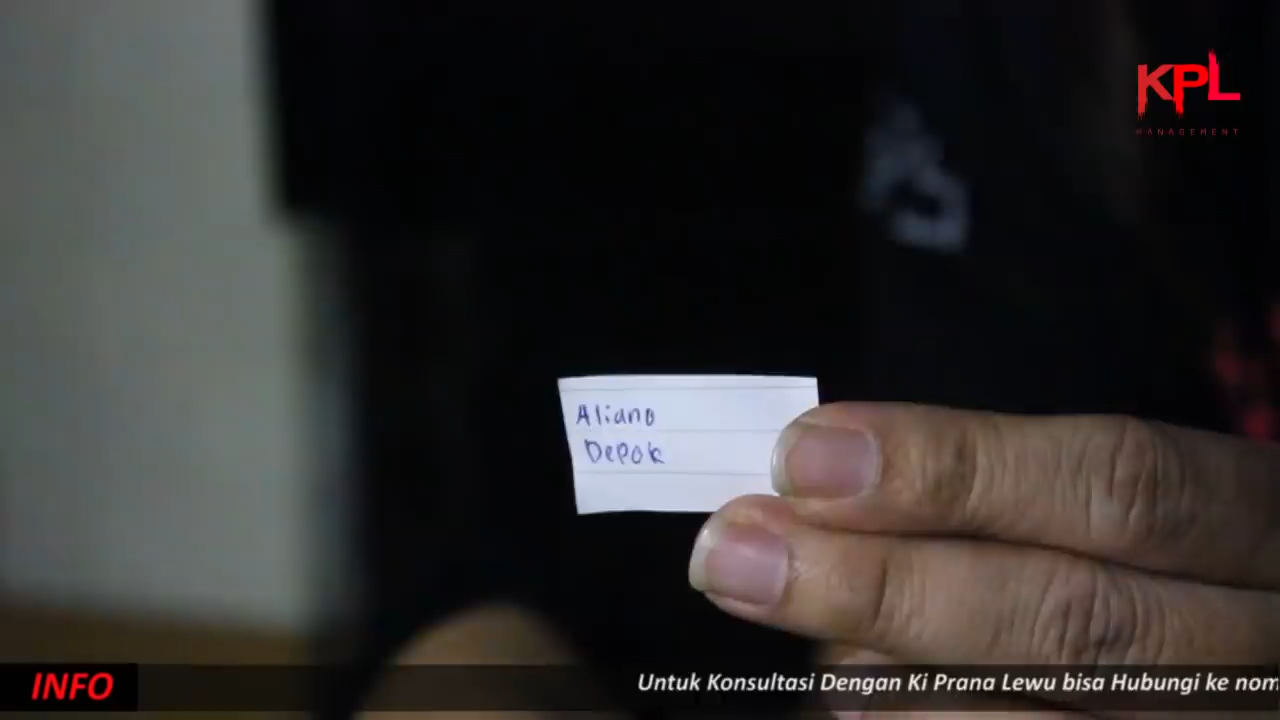 KPL
MANAGEMENT
Aliano
Depok
INFO
Untuk Konsultasi Dengan Ki Prana Lewu bisa Hubungi ke nom